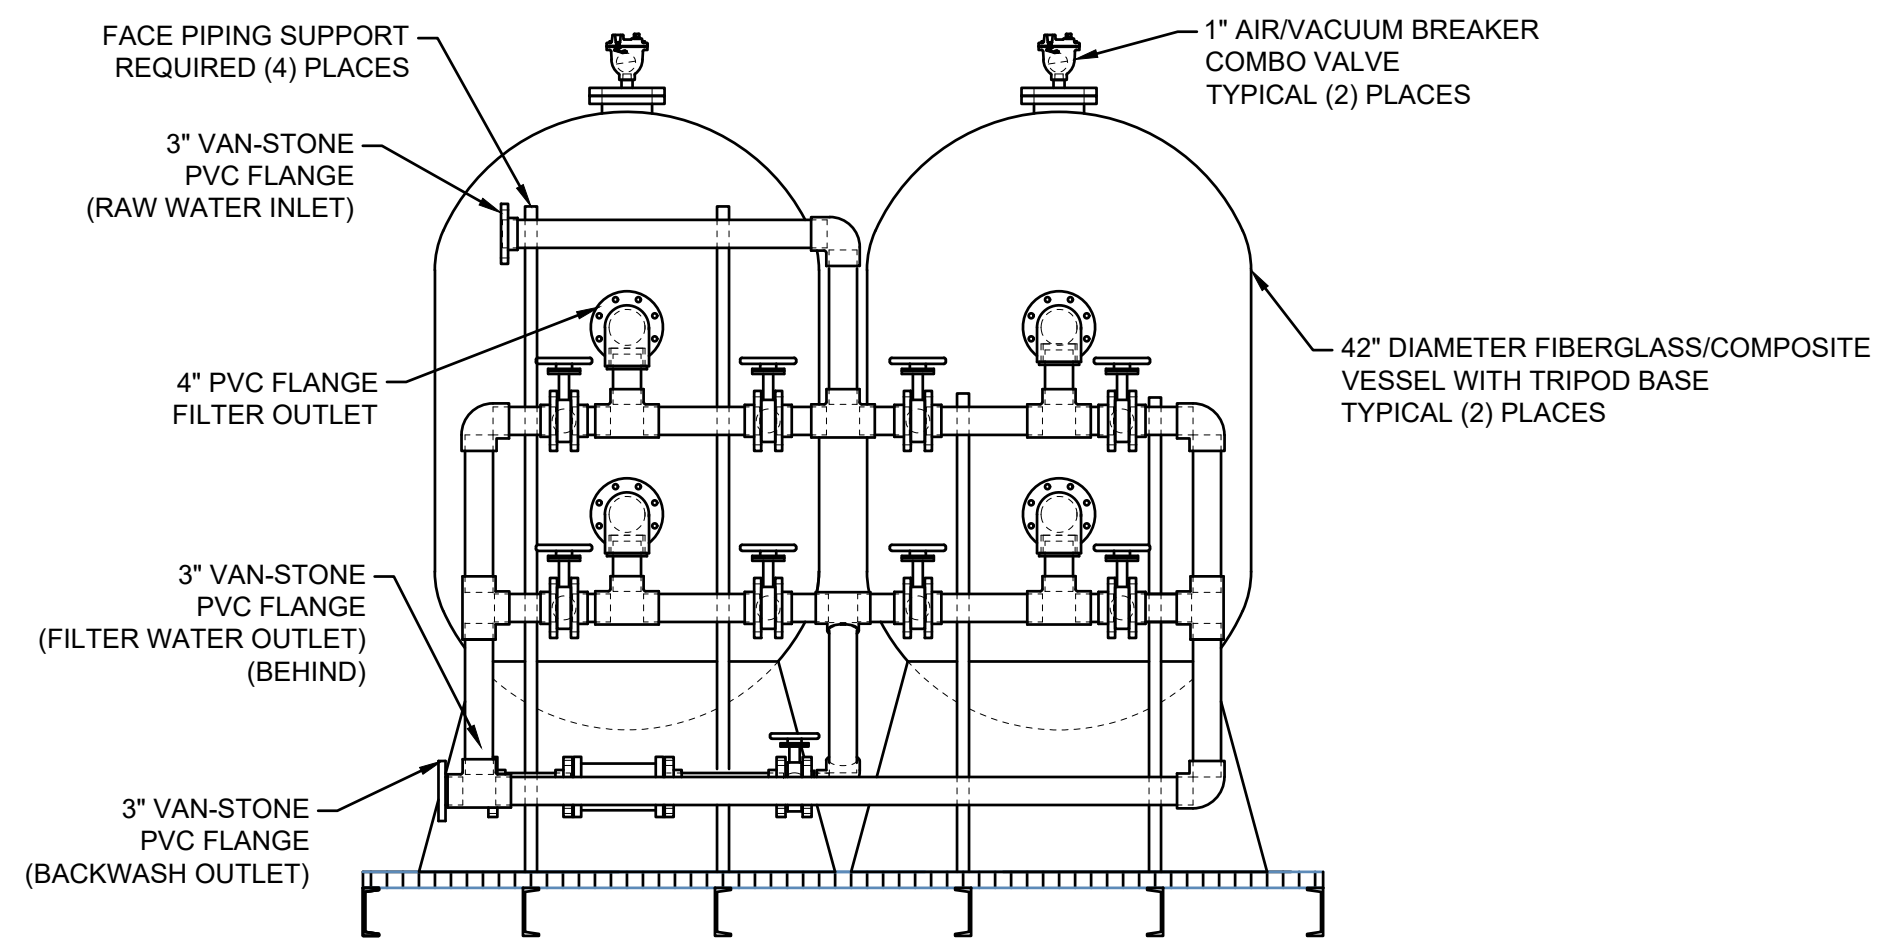 FACE PIPING SUPPORT
REQUIRED (4) PLACES
3" VAN-STONE
PVC FLANGE
(RAW WATER INLET)
4" PVC FLANGE
FILTER OUTLET
3" VAN-STONE
PVC FLANGE
(FILTER WATER OUTLET)
(BEHIND)
3" VAN-STONE
PVC FLANGE
(BACKWASH OUTLET)
1" AIR/VACUUM BREAKER
COMBO VALVE
TYPICAL (2) PLACES
42" DIAMETER FIBERGLASS/COMPOSITE
VESSEL WITH TRIPOD BASE
TYPICAL (2) PLACES